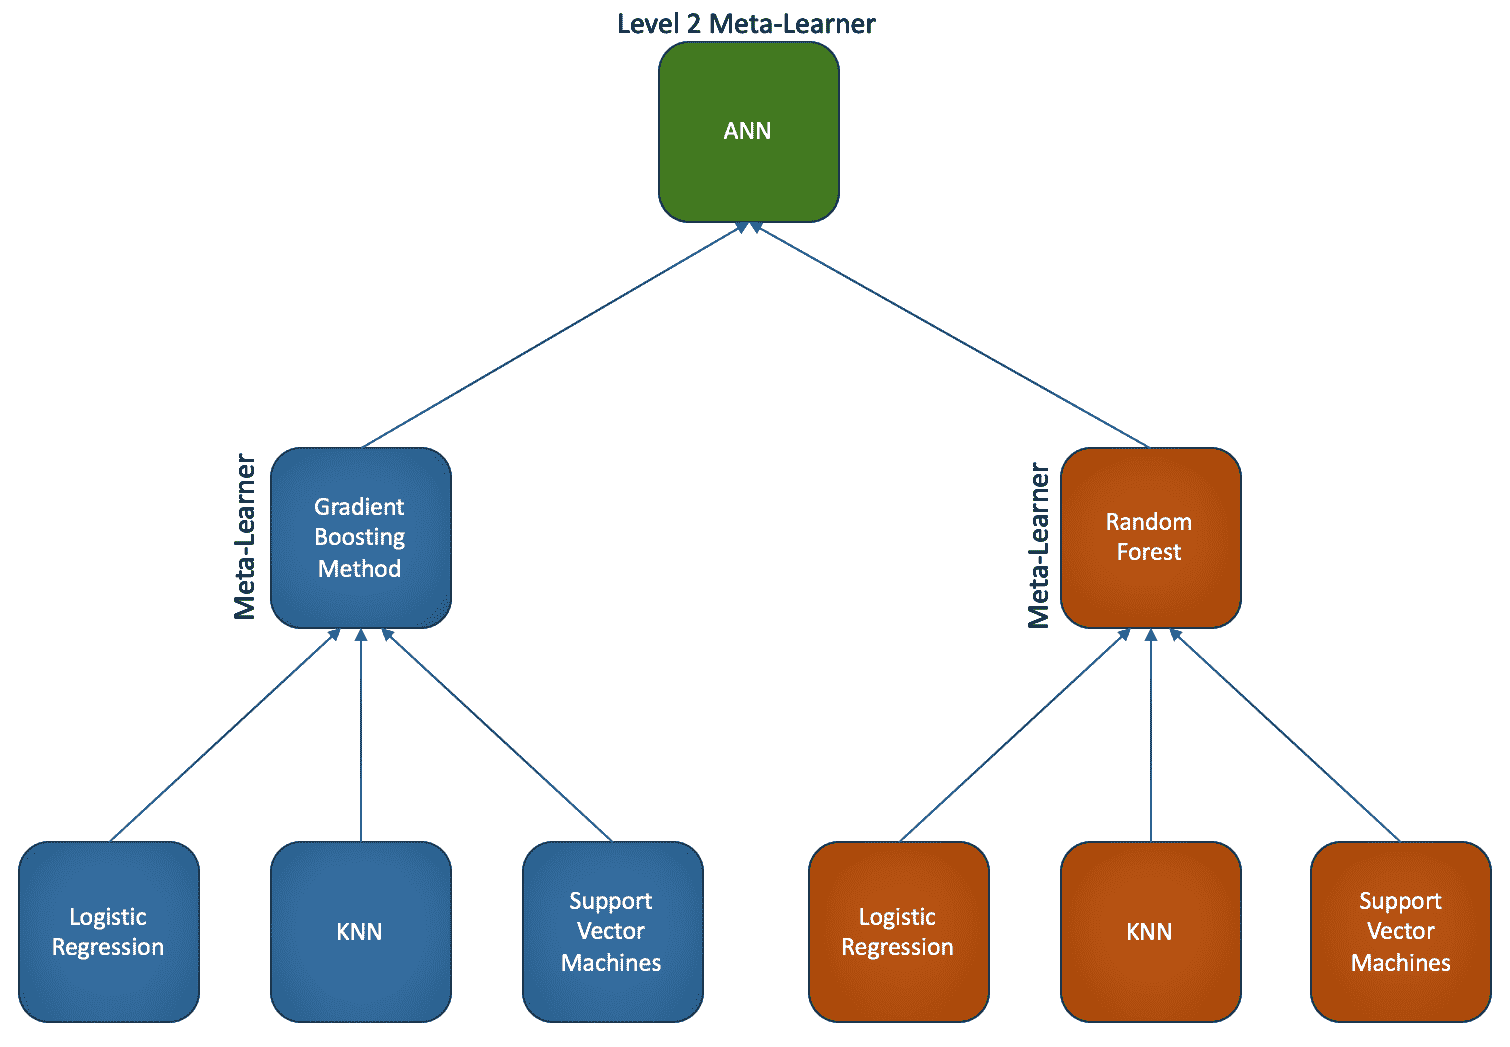 Level 2 Meta-Learner
ANN
Meta-Learner
Gradient
Boosting
Method
Meta-Learner
Random
Forest
Logistic
Regression
KNN
Support
Vector
Machines
Logistic
Regression
KNN
Support
Vector
Machines